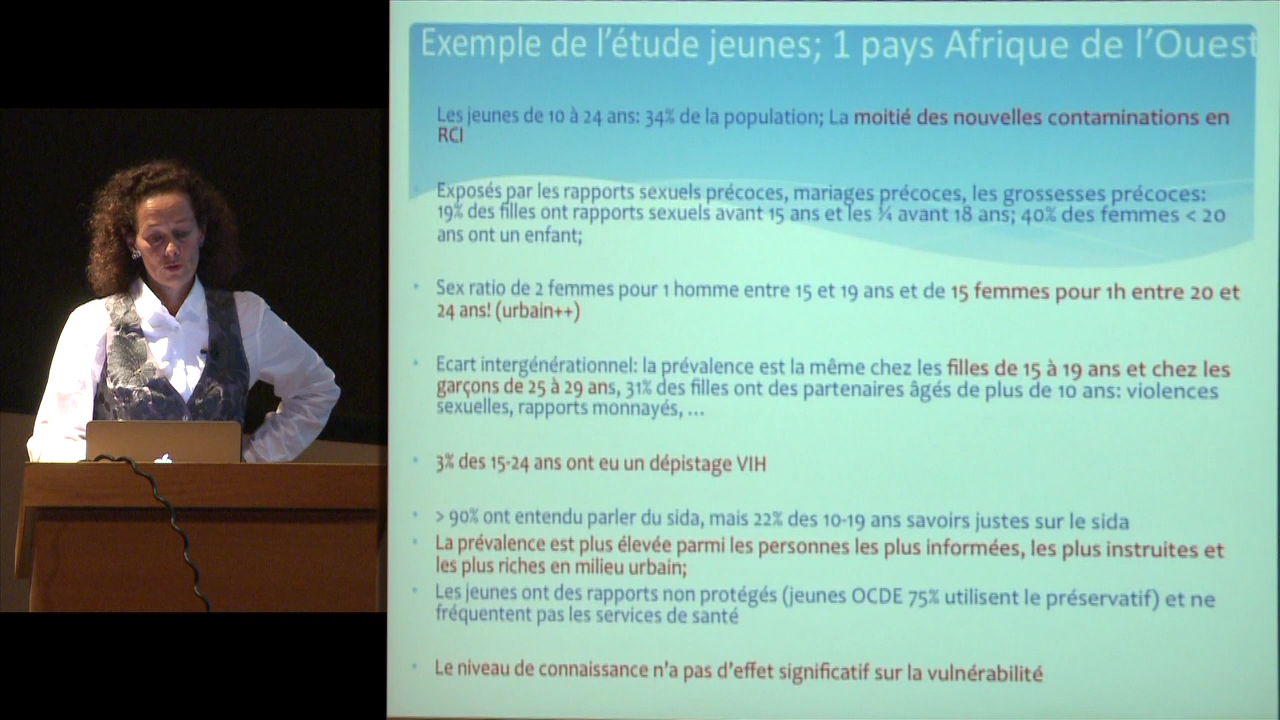 Exemple de l'étude jeunes; 1 pays Afrique de l'Ouest
Les jeunes de 10 à 24 ans: 34% de la population; La moitié des nouvelles contaminations en
RCI
Exposés par les rapports sexuels précoces, mariages précoces, les grossesses précoces:
19% des filles ont rapports sexuels avant 15 ans et les ¾ avant 18 ans; 40% des femmes < 20
ans ont un enfant;
Sex ratio de 2 femmes pour 1 homme entre 15 et 19 ans et de 15 femmes pour 1h entre 20 et
24 ans! (urbain++)
Ecart intergénérationnel: la prévalence est la même chez les filles de 15 à 19 ans et chez les
garçons de 25 à 29 ans, 31% des filles ont des partenaires âgés de plus de 10 ans: violences
sexuelles, rapports monnayés, ...
3% des 15-24 ans ont eu un dépistage VIH
> 90% ont entendu parler du sida, mais 22% des 10-19 ans savoirs justes sur le sida
La prévalence est plus élevée parmi les personnes les plus informées, les plus instruites et
les plus riches en milieu urbain;
Les jeunes ont des rapports non protégés (jeunes OCDE 75% utilisent le préservatif) et ne
fréquentent pas les services de santé
Le niveau de connaissance n'a pas d'effet significatif sur la vulnérabilité